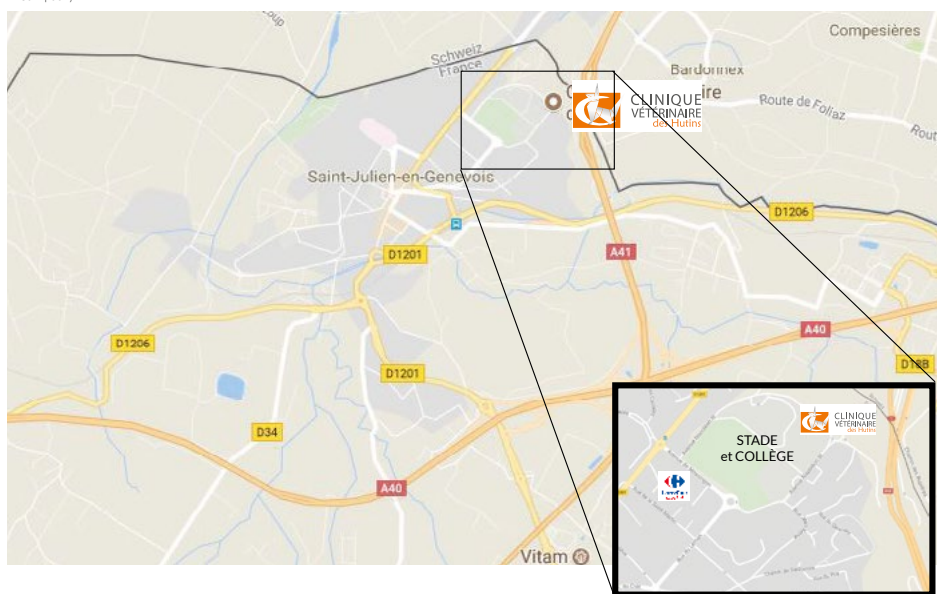 Compesières
Schweiz
France
Bardonnex
CLINIQUE
VÉTÉRINAIRE
des Hutins
Route de Foliaz
Saint-Julien-en-Genevois
D1206
D1201
A41
A40
D1206
D18B
D1201
D34
A40
Vitam
CLINIQUE
VÉTÉRINAIRE
des Hutins
STADE
et COLLÈGE